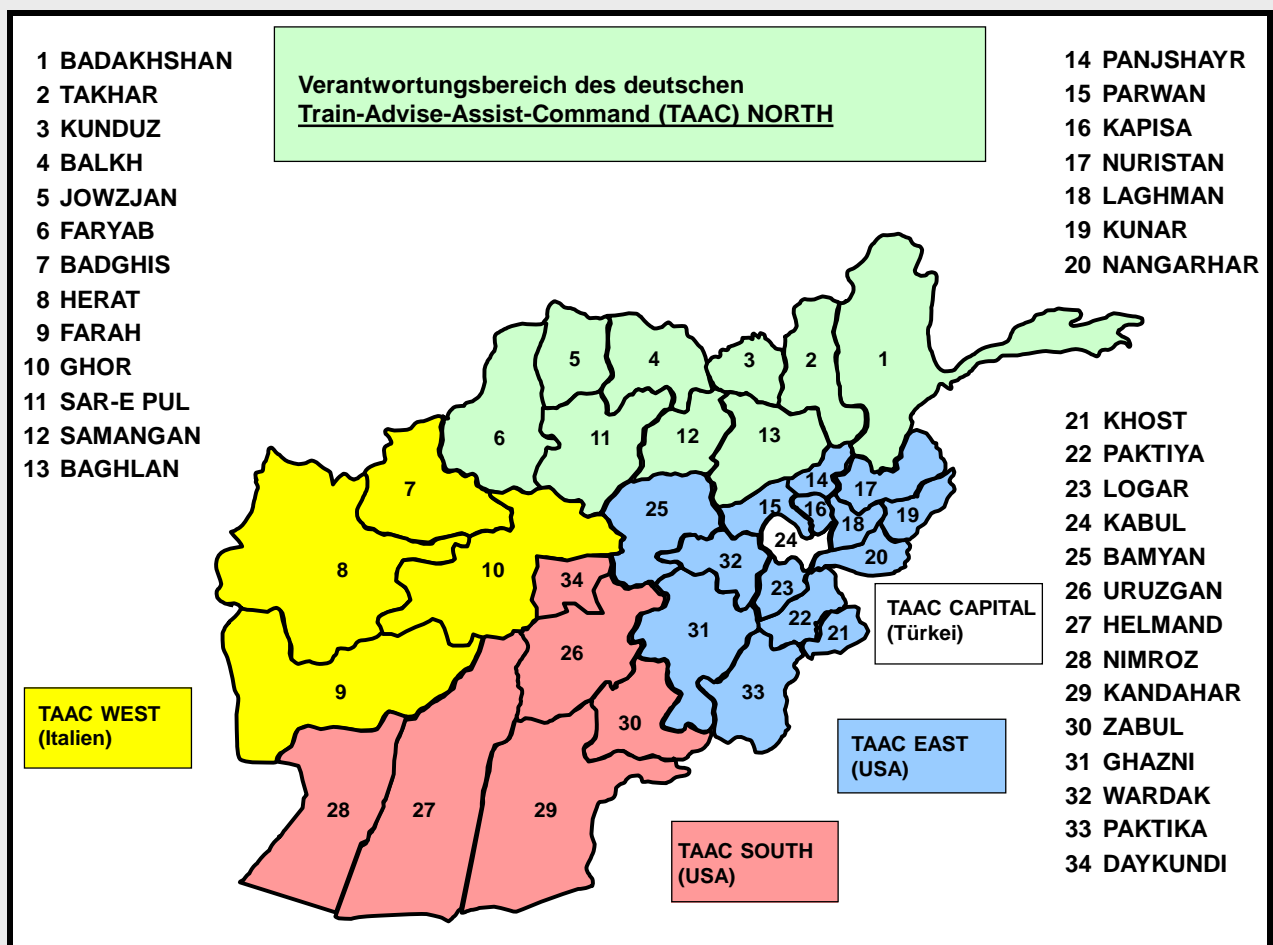 1 BADAKHSHAN
2 TAKHAR
3 KUNDUZ
4 BALKH
5 JOWZJAN
6 FARYAB
7 BADGHIS
8 HERAT
9 FARAH
10 GHOR
11 SAR-E PUL
12 SAMANGAN
13 BAGHLAN
Verantwortungsbereich des deutschen
Train-Advise-Assist-Command (TAAC) NORTH
14 PANJSHAYR
15 PARWAN
16 KAPISA
17 NURISTAN
18 LAGHMAN
19 KUNAR
20 NANGARHAR
21 KHOST
22 PAKTIYA
23 LOGAR
24 KABUL
25 BAMYAN
26 URUZGAN
27 HELMAND
28 NIMROZ
29 KANDAHAR
30 ZABUL
31 GHAZNI
32 WARDAK
33 PAKTIKA
34 DAYKUNDI
5
4
3
2
1
6
11
12
13
7
14
17
25
15
16
18
19
24
20
8
10
34
32
23
22
21
31
26
9
33
30
28
27
29
TAAC CAPITAL
(Türkei)
TAAC WEST
(Italien)
TAAC EAST
(USA)
TAAC SOUTH
(USA)